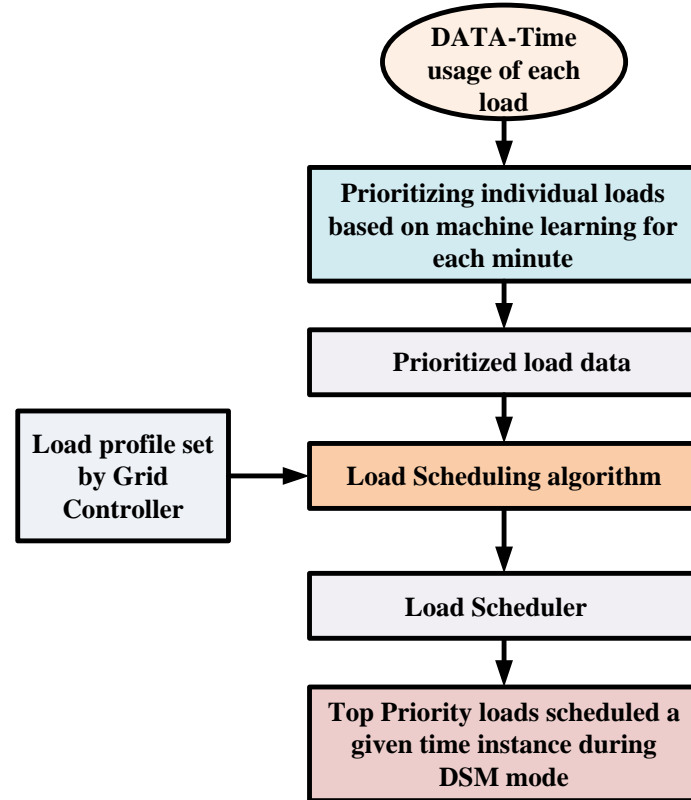 DATA-Time
usage of each
load
Prioritizing individual loads
based on machine learning for
each minute
Prioritized load data
Load profile set
by Grid
Controller
Load Scheduling algorithm
Load Scheduler
Top Priority loads scheduled a
given time instance during
DSM mode